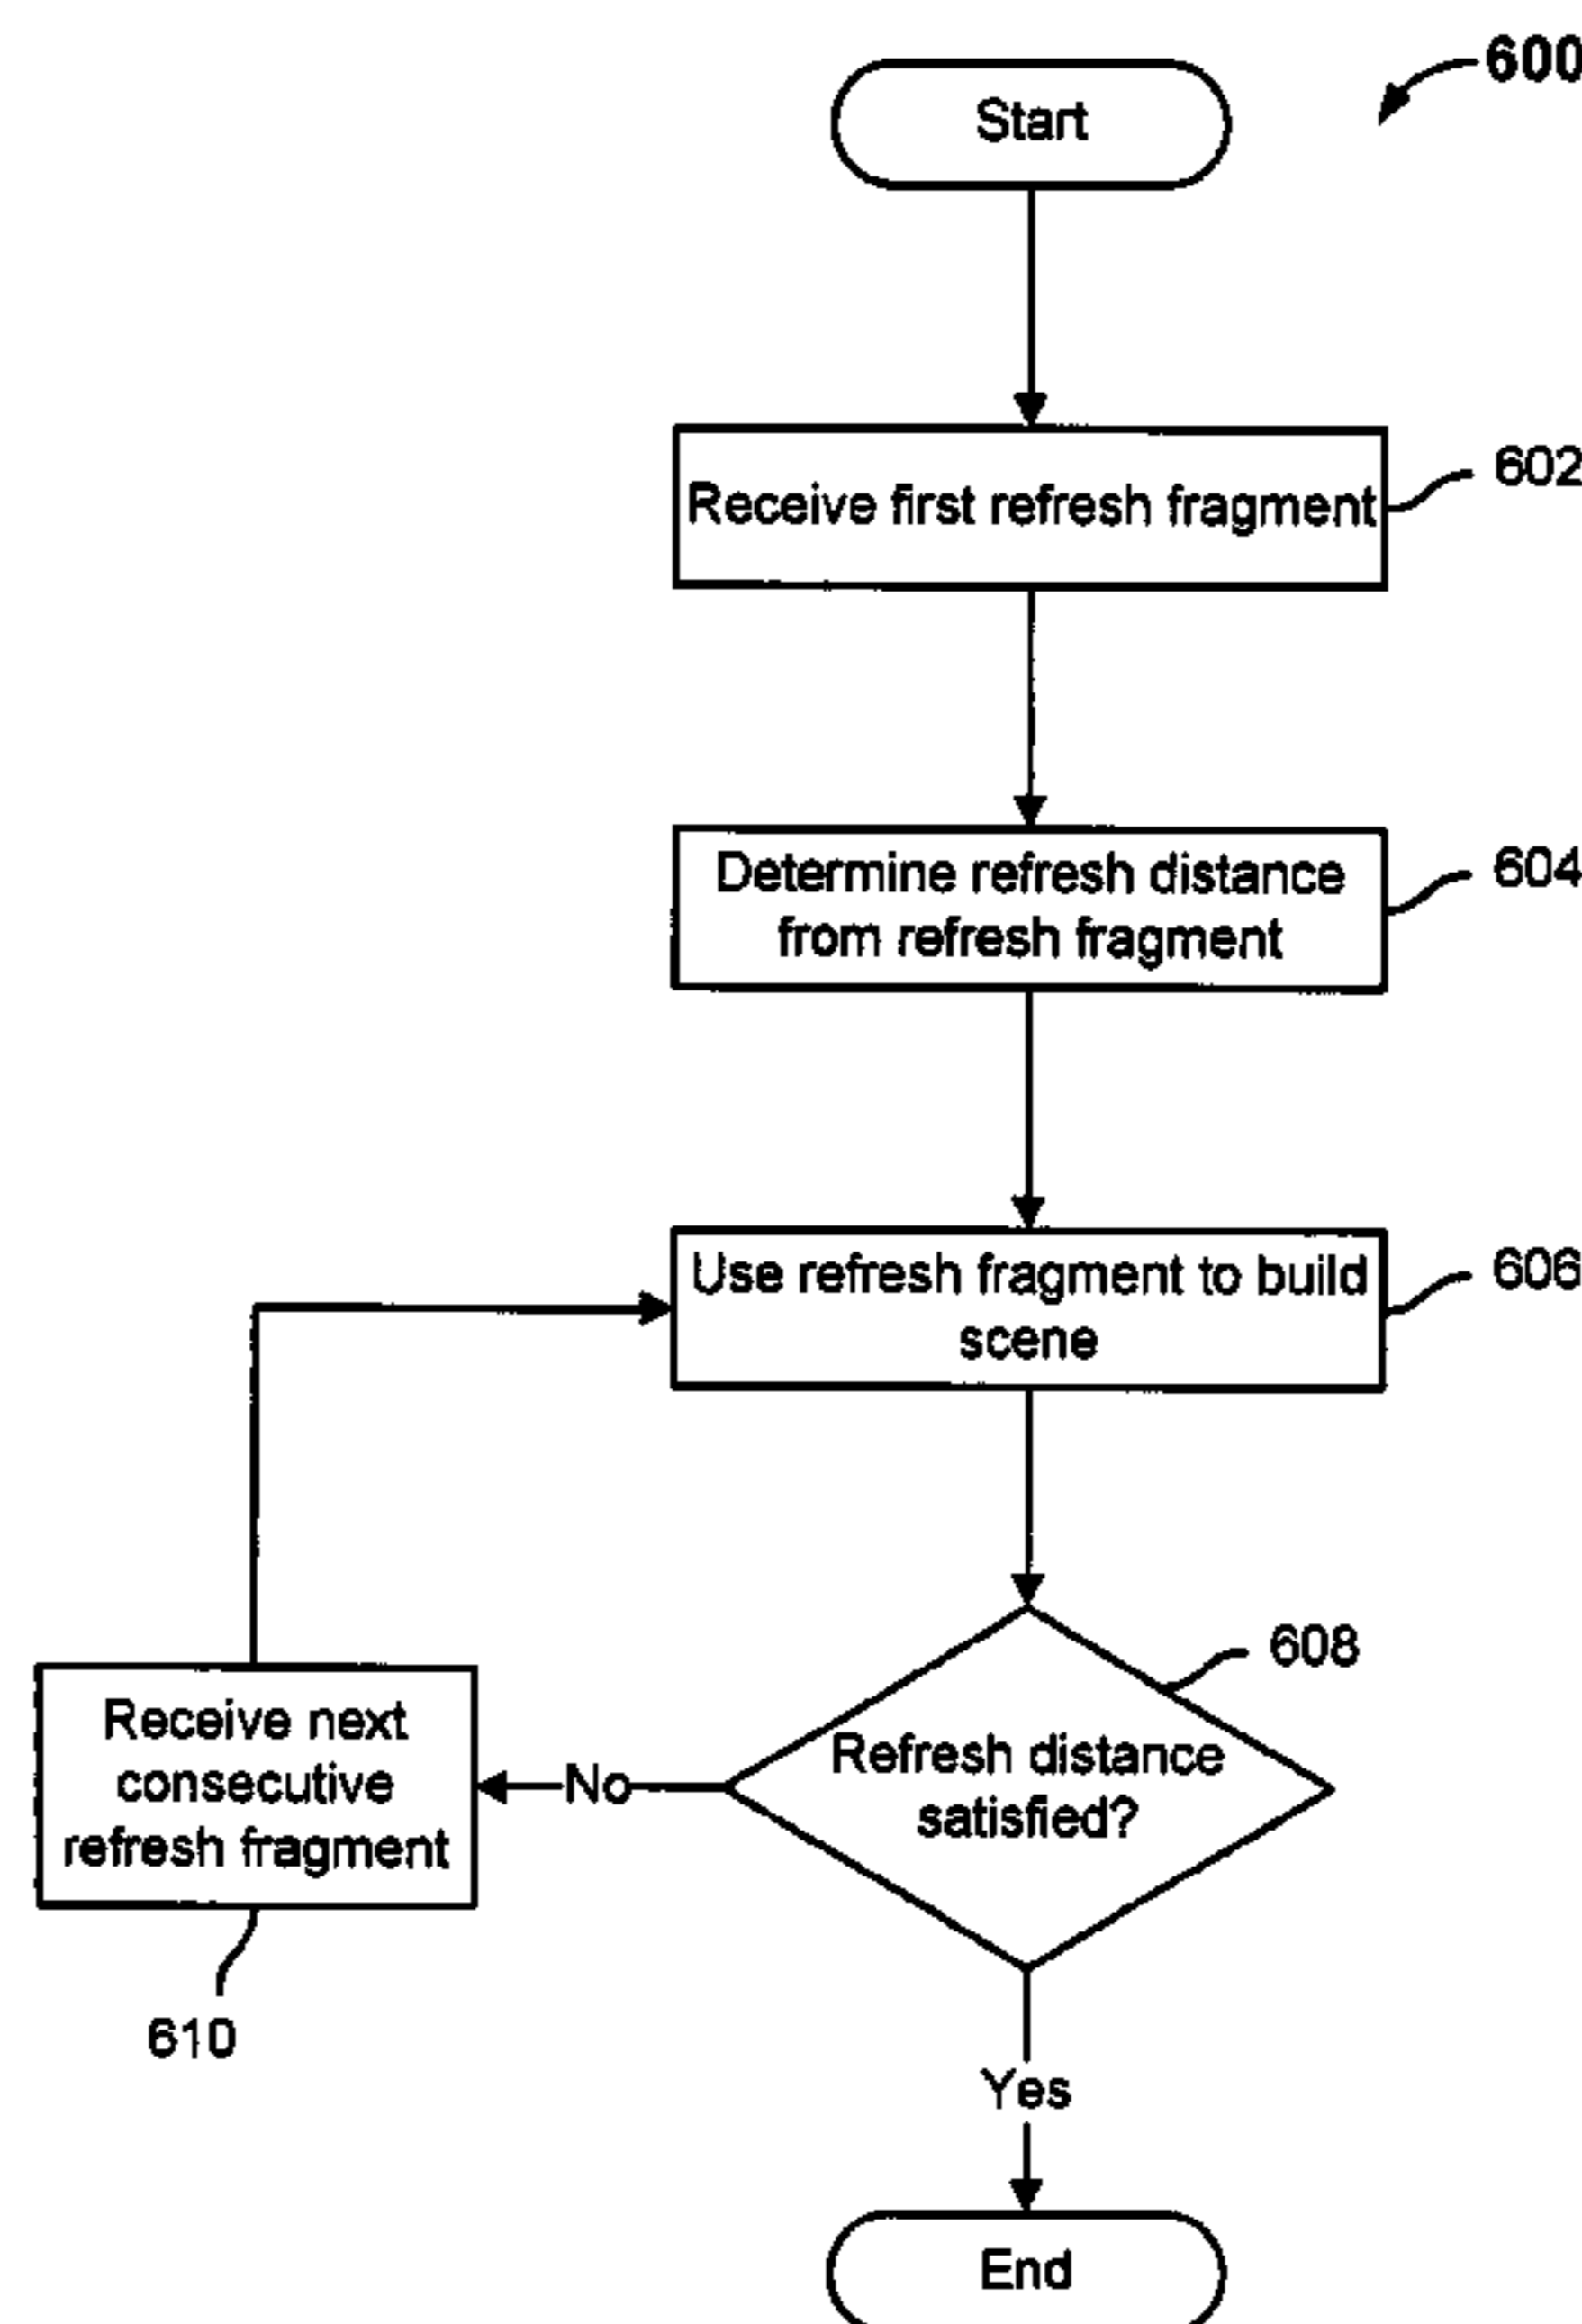 600
Start
Receive first refresh fragment
602
Determine refresh distance
from refresh fragment
604
Use refresh fragment to build
scene
606
608
Refresh distance
satisfied?
No
Receive next
consecutive
refresh fragment
610
Yes
End